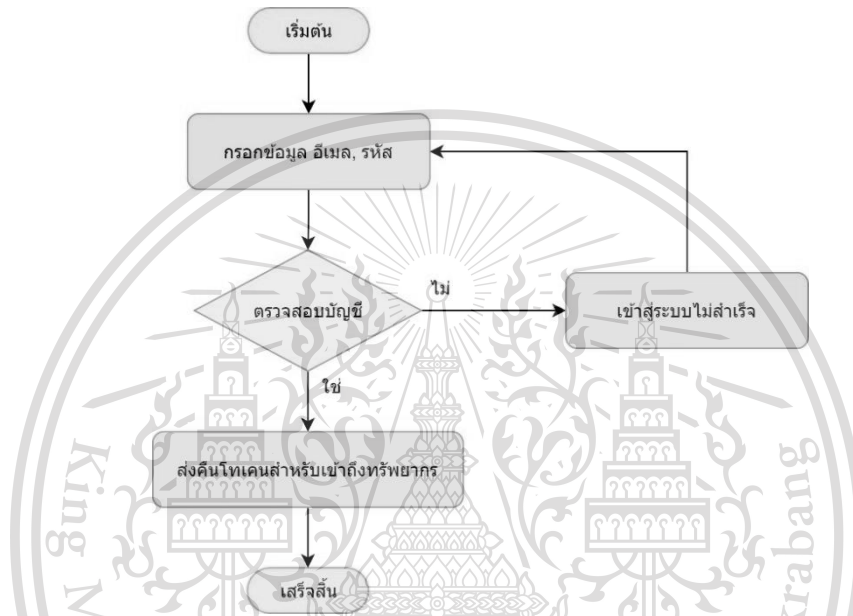 เริ่มต้น
กรอกข้อมูล อีเมล, รหัส
ไม่
ตรวจสอบบัญชี
เข้าสู่ระบบไม่สำเร็จ
ใช่
ส่งคืนโทเคนสำหรับเข้าถึงทรัพยากร
เสร็จสิ้น
King
rabang